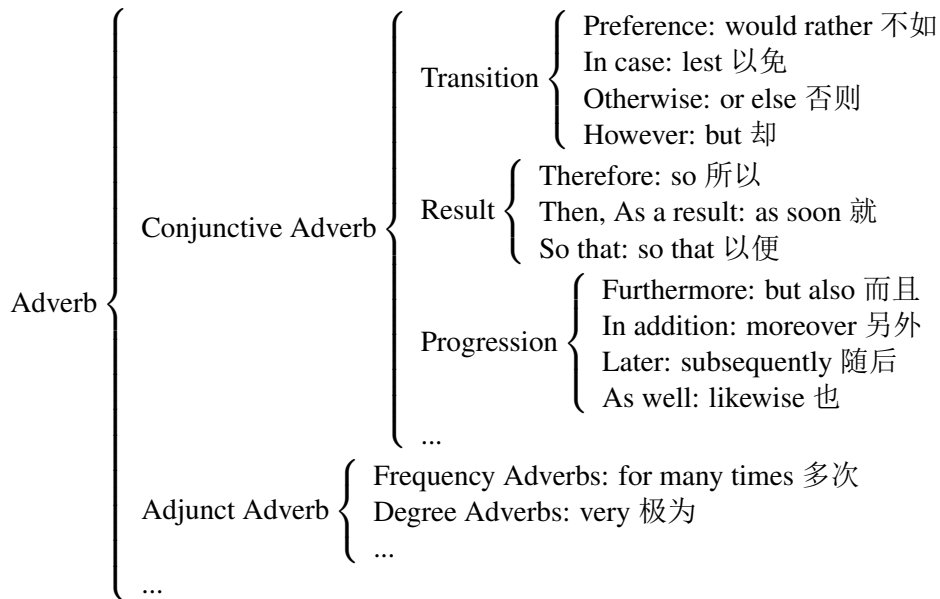 Preference: would rather 不如
In case: lest 以免
Otherwise: or else 否则
However: but 却
Transition
Therefore: so 所以
Then, As a result: as soon 就
So that: so that 以便
Result
Conjunctive Adverb
Adverb
Furthermore: but also 而且
In addition: moreover 另外
Later: subsequently 随后
As well: likewise 也
Progression
...
Frequency Adverbs: for many times 多次
Degree Adverbs: very 极为
...
Adjunct Adverb
...